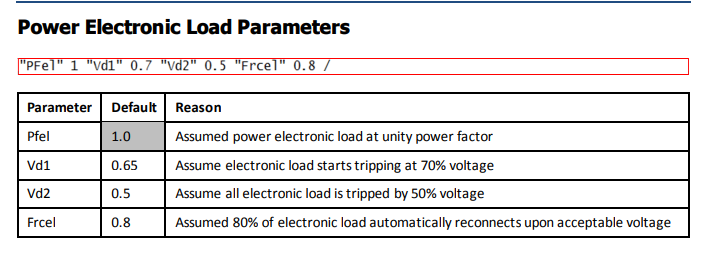 Power Electronic Load Parameters
"PFel" 1 "Vd1" 0.7 "Vd2" 0.5 "Frcel" 0.8 /
Parameter Default Reason
Pfel 1.0 Assumed power electronic load at unity power factor
Vd1 0.65 Assume electronic load starts tripping at 70% voltage
Vd2 0.5 Assume all electronic load is tripped by 50% voltage
Frcel 0.8 Assumed 80% of electronic load automatically reconnects upon acceptable voltage